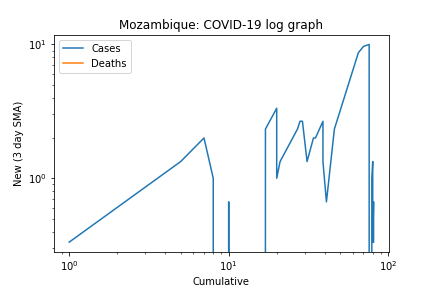 Mozambique: COVID-19 log graph
Cases
Deaths
10¹
10⁰
New (3 day SMA)
10⁰
10¹
10²
Cumulative